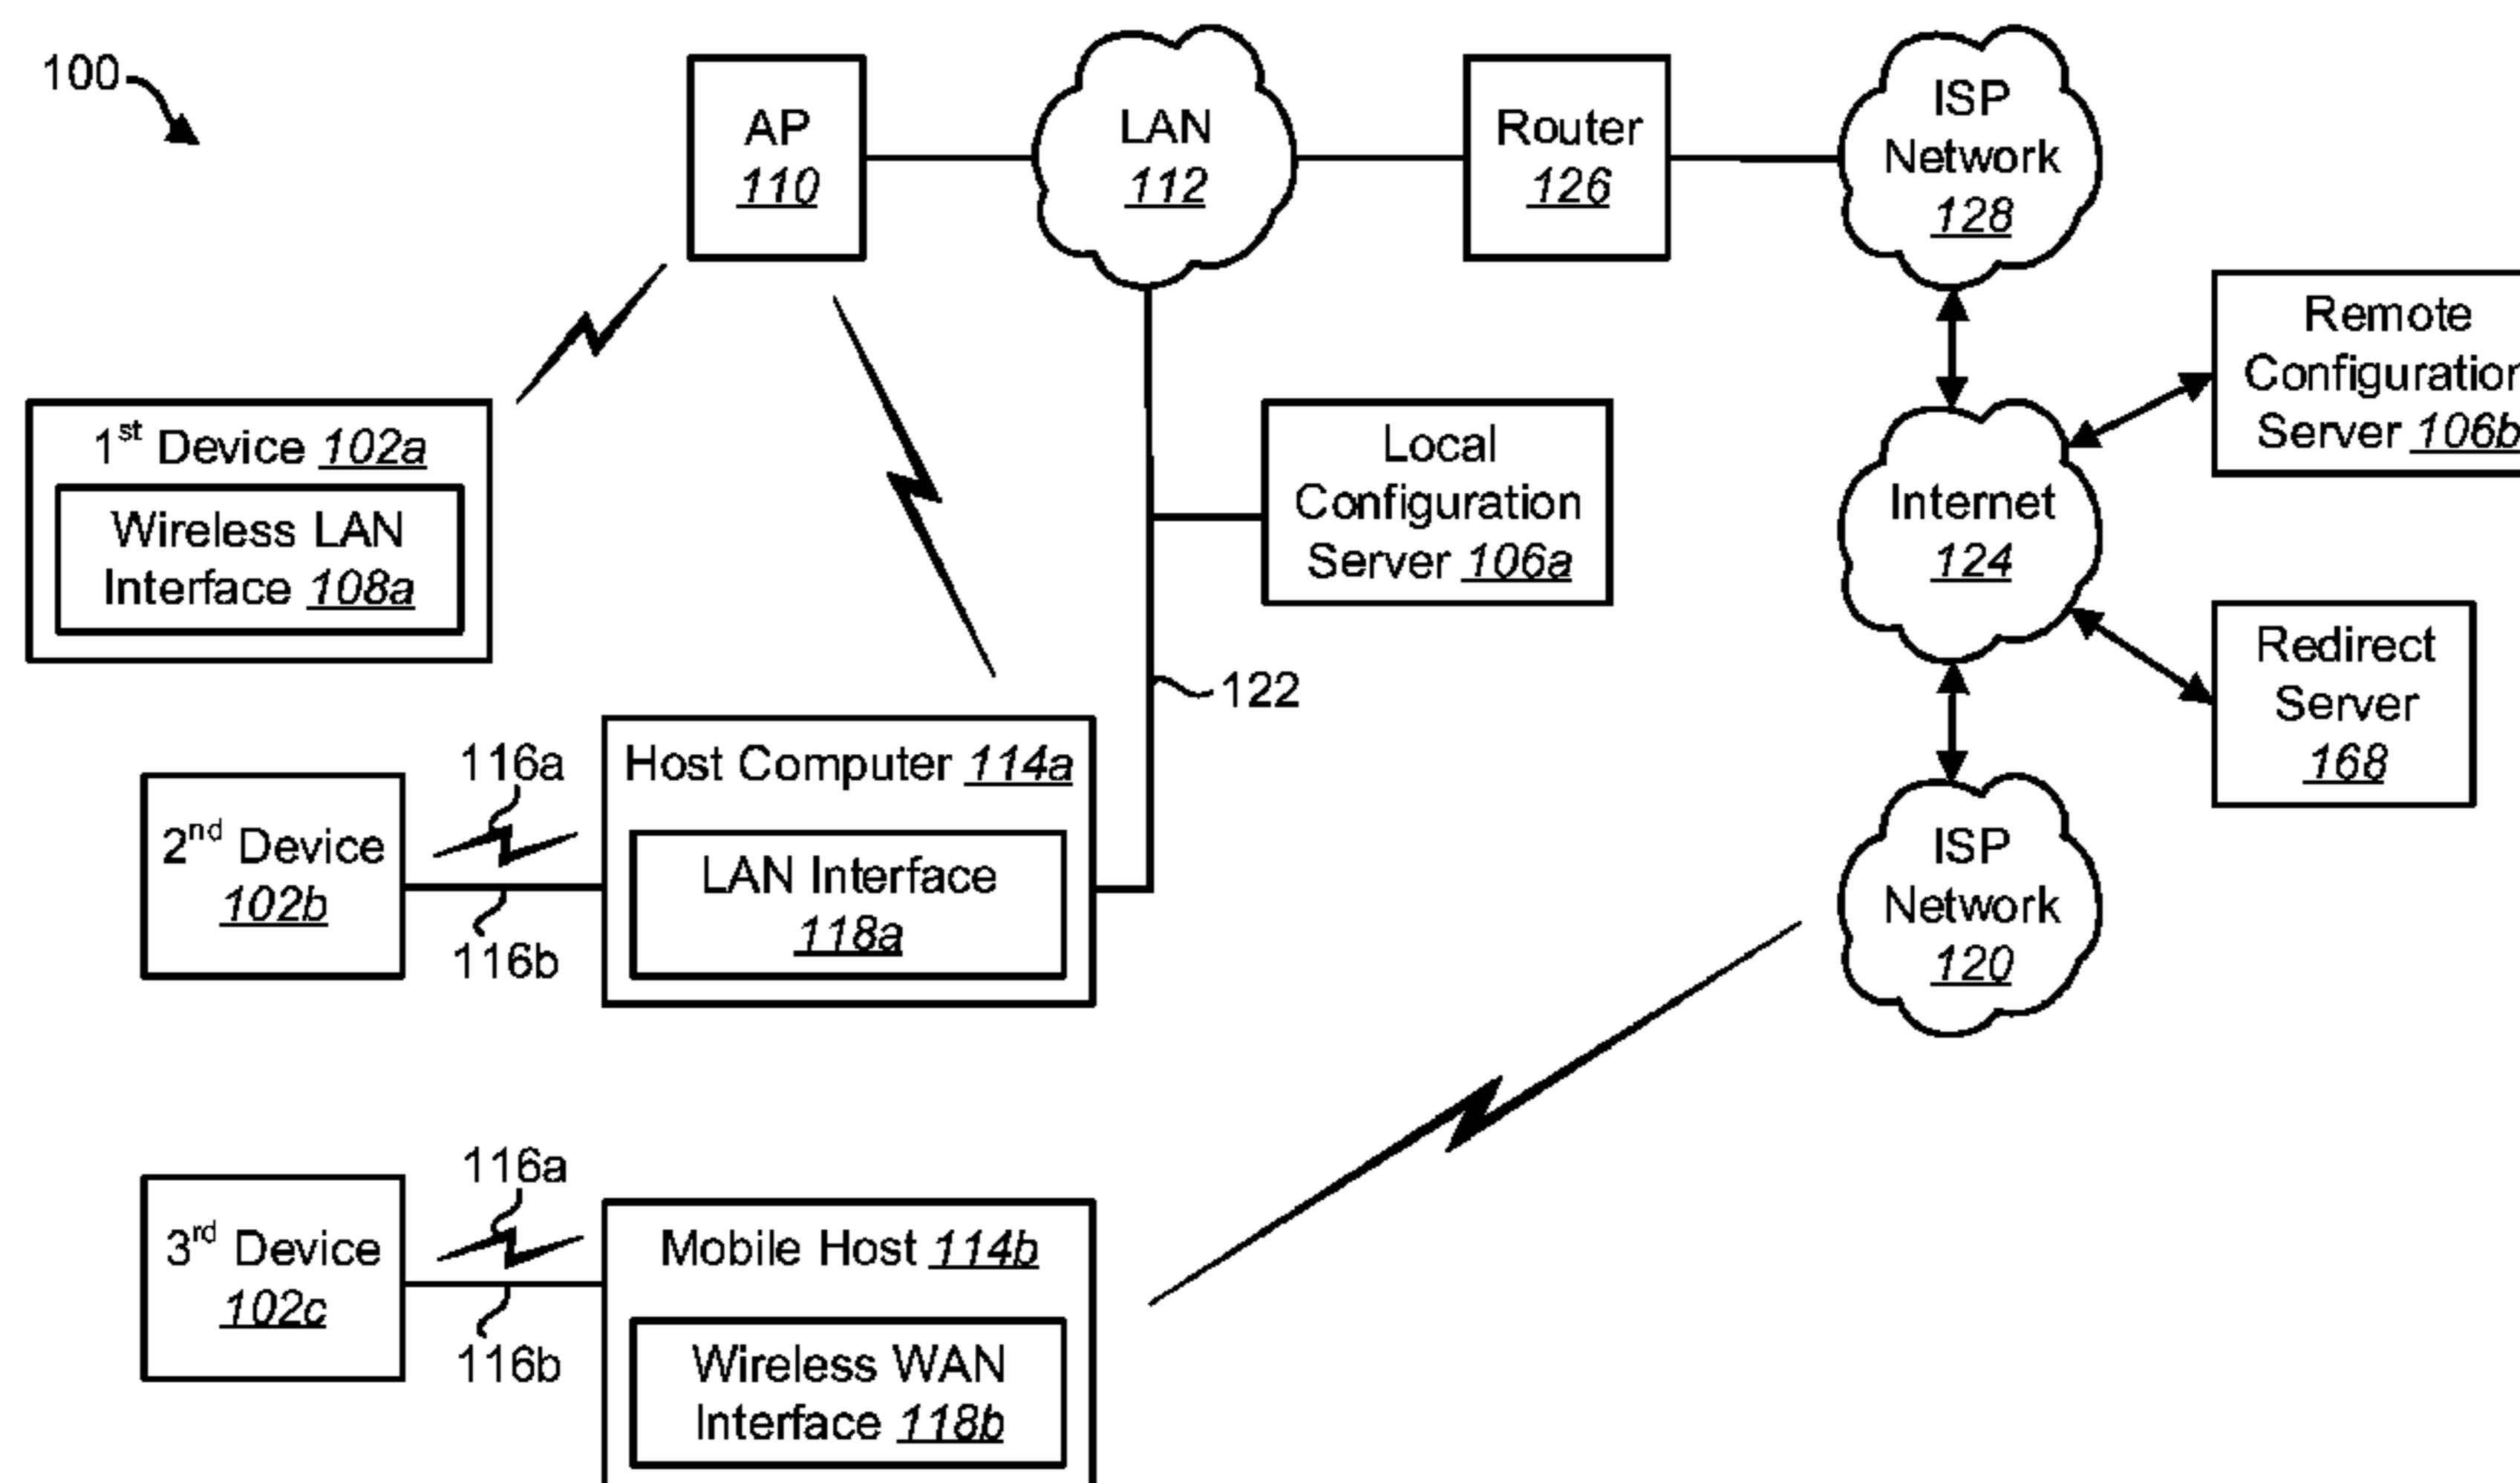 100
AP
110
LAN
112
Router
126
ISP
Network
128
Remote
Configuration
Server 106b
1st Device 102a
Wireless LAN
Interface 108a
Local
Configuration
Server 106a
Internet
124
Redirect
Server
168
122
116a
Host Computer 114a
2nd Device
102b
LAN Interface
118a
116b
ISP
Network
120
116a
3rd Device
102c
Mobile Host 114b
116b
Wireless WAN
Interface 118b